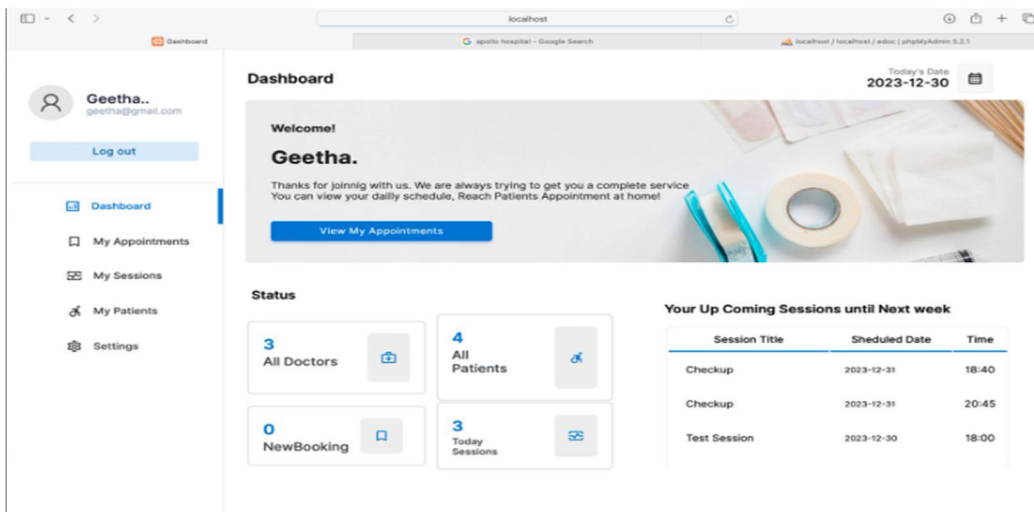 localhost
Dashboard
apollo hospital - Google Search
localhost / localhost / edoc | phpMyAdmin 5.2.1
Geetha..
geetha@gmail.com
Log out
Dashboard
My Appointments
My Sessions
My Patients
Settings
Dashboard
Today's Date
2023-12-30
Welcome!
Geetha.
Thanks for joinnig with us. We are always trying to get you a complete service
You can view your dailly schedule, Reach Patients Appointment at home!
View My Appointments
Status
3
All Doctors
4
All
Patients
0
NewBooking
3
Today
Sessions
Your Up Coming Sessions until Next week
Session Title Sheduled Date Time
Checkup 2023-12-31 18:40
Checkup 2023-12-31 20:45
Test Session 2023-12-30 18:00